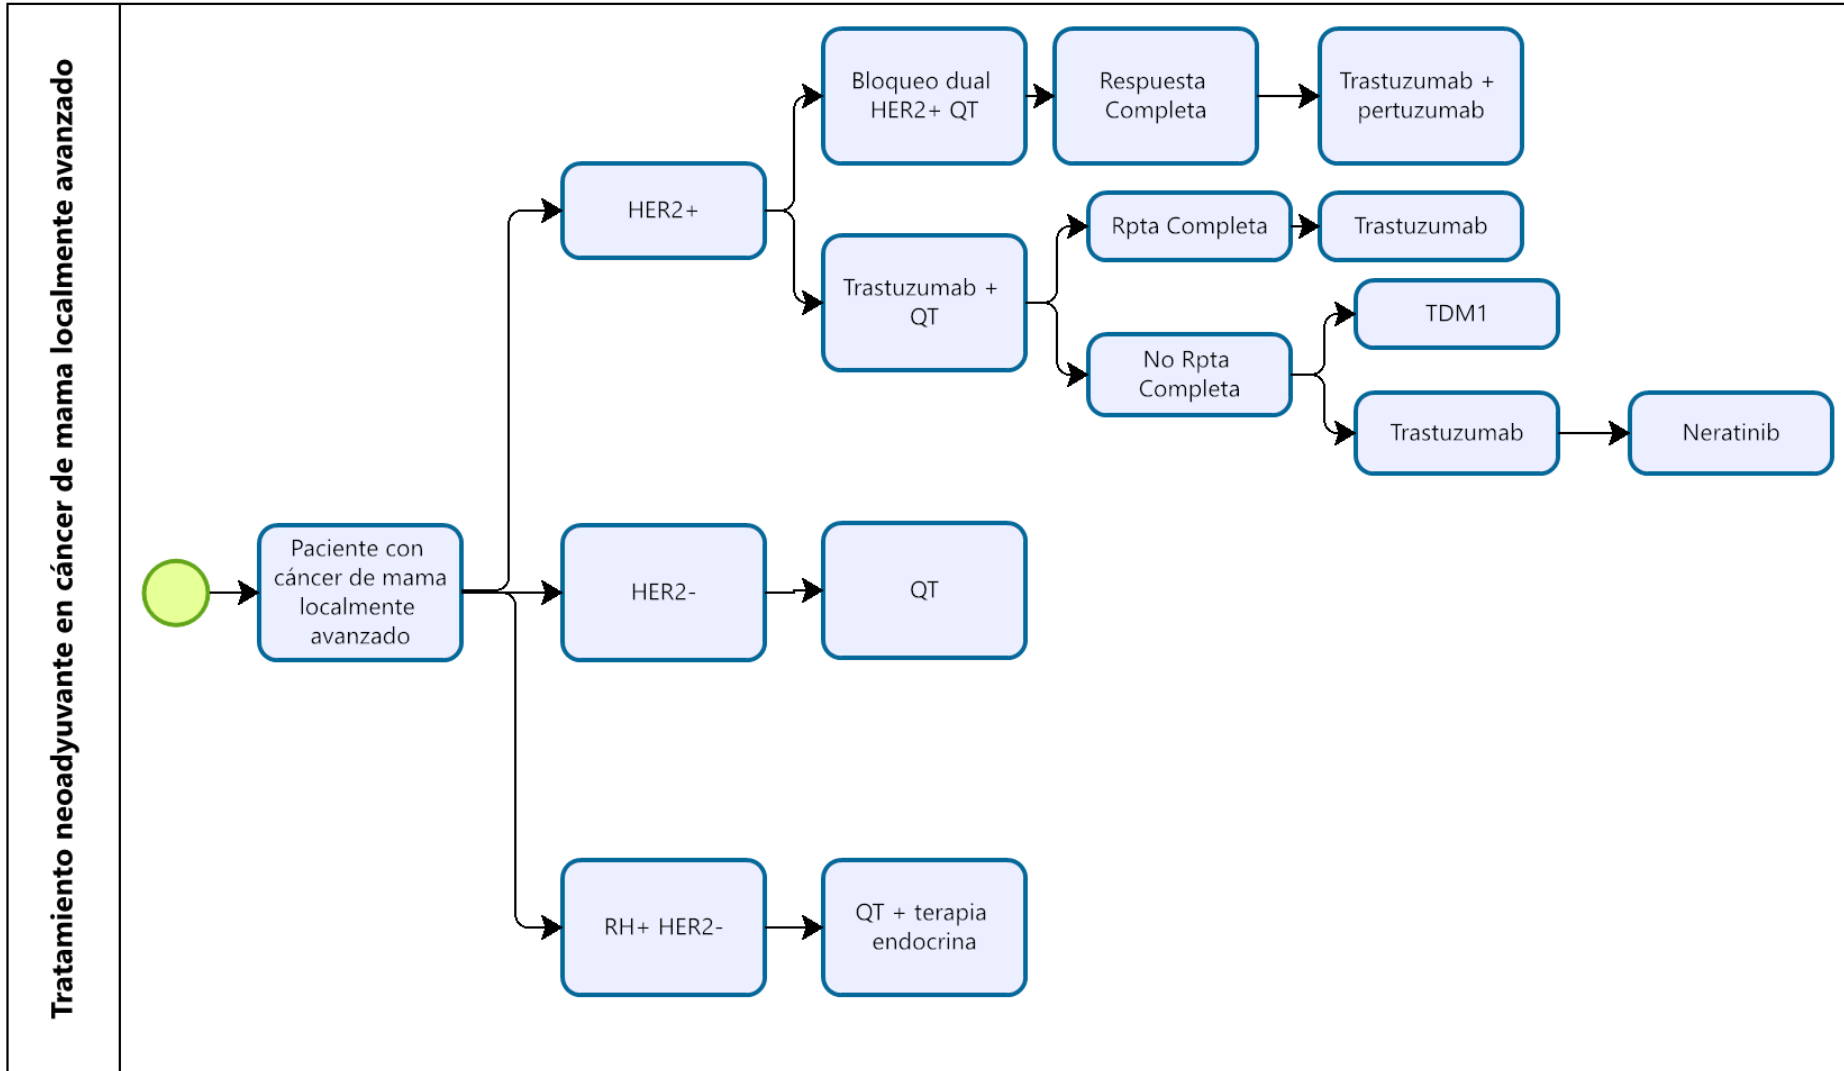 Tratamiento neoadyuvante en cáncer de mama localmente avanzado
Paciente con
cáncer de mama
localmente
avanzado
HER2+
Bloqueo dual
HER2+ QT
Respuesta
Completa
Trastuzumab +
pertuzumab
Trastuzumab +
QT
Rpta Completa
Trastuzumab
No Rpta
Completa
TDM1
Trastuzumab
Neratinib
HER2-
QT
RH+ HER2-
QT + terapia
endocrina